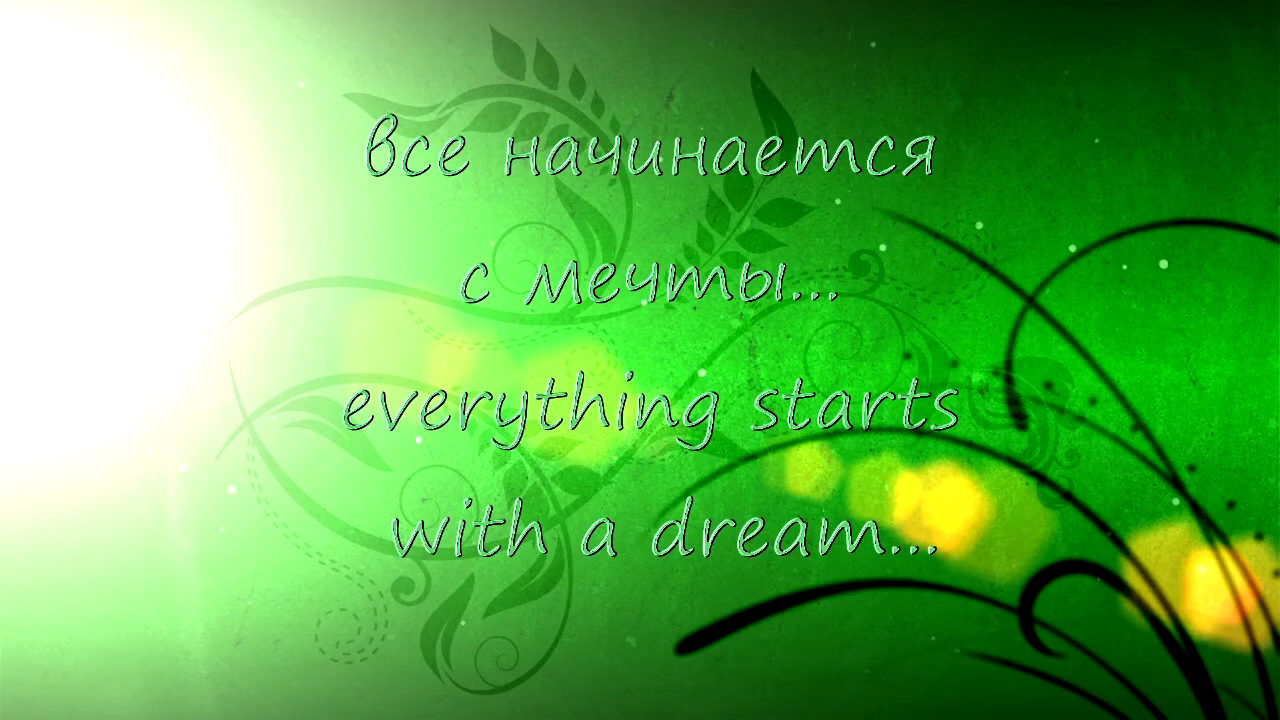 все начинается
с мечты...
everything starts
with a dream...